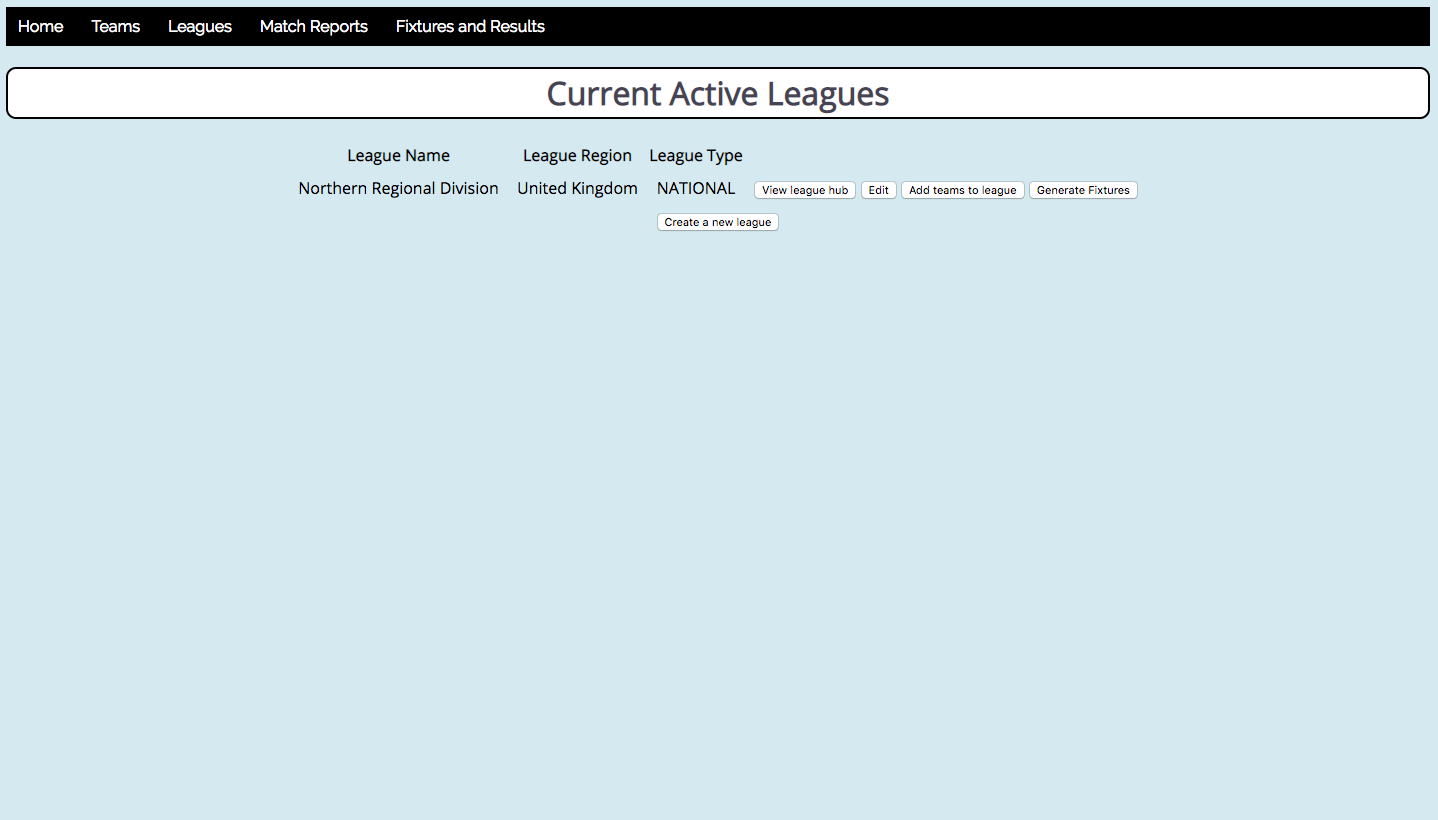 Home Teams Leagues Match Reports Fixtures and Results
Current Active Leagues
League Name League Region League Type
Northern Regional Division United Kingdom NATIONAL View league hub Edit Add teams to league Generate Fixtures
Create a new league